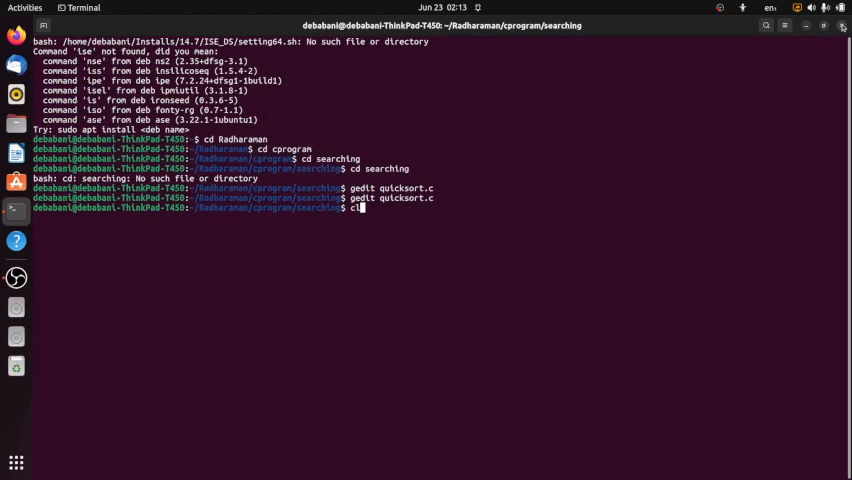 Activities
Terminal
Jun 23 02:13
en₁
debabani@debabani-ThinkPad-T450: ~/Radharaman/cprogram/searching
bash: /home/debabani/Installs/14.7/ISE_DS/setting64.sh: No such file or directory
Command 'ise' not found, did you mean:
  command 'nse' from deb ns2 (2.35+dfsg-3.1)
  command 'iss' from deb insilicoseq (1.5.4-2)
  command 'ipe' from deb ipe (7.2.24+dfsg1-1build1)
  command 'isel' from deb ipmiutil (3.1.8-1)
  command 'is' from deb ironseed (0.3.6-5)
  command 'iso' from deb fonty-rg (0.7-1.1)
  command 'ase' from deb ase (3.22.1-1ubuntu1)
Try: sudo apt install <deb name>
debabani@debabani-ThinkPad-T450:~$ cd Radharaman
debabani@debabani-ThinkPad-T450:~/Radharaman$ cd cprogram
debabani@debabani-ThinkPad-T450:~/Radharaman/cprogram$ cd searching
debabani@debabani-ThinkPad-T450:~/Radharaman/cprogram/searching$ cd searching
bash: cd: searching: No such file or directory
debabani@debabani-ThinkPad-T450:~/Radharaman/cprogram/searching$ gedit quicksort.c
debabani@debabani-ThinkPad-T450:~/Radharaman/cprogram/searching$ gedit quicksort.c
debabani@debabani-ThinkPad-T450:~/Radharaman/cprogram/searching$ cl